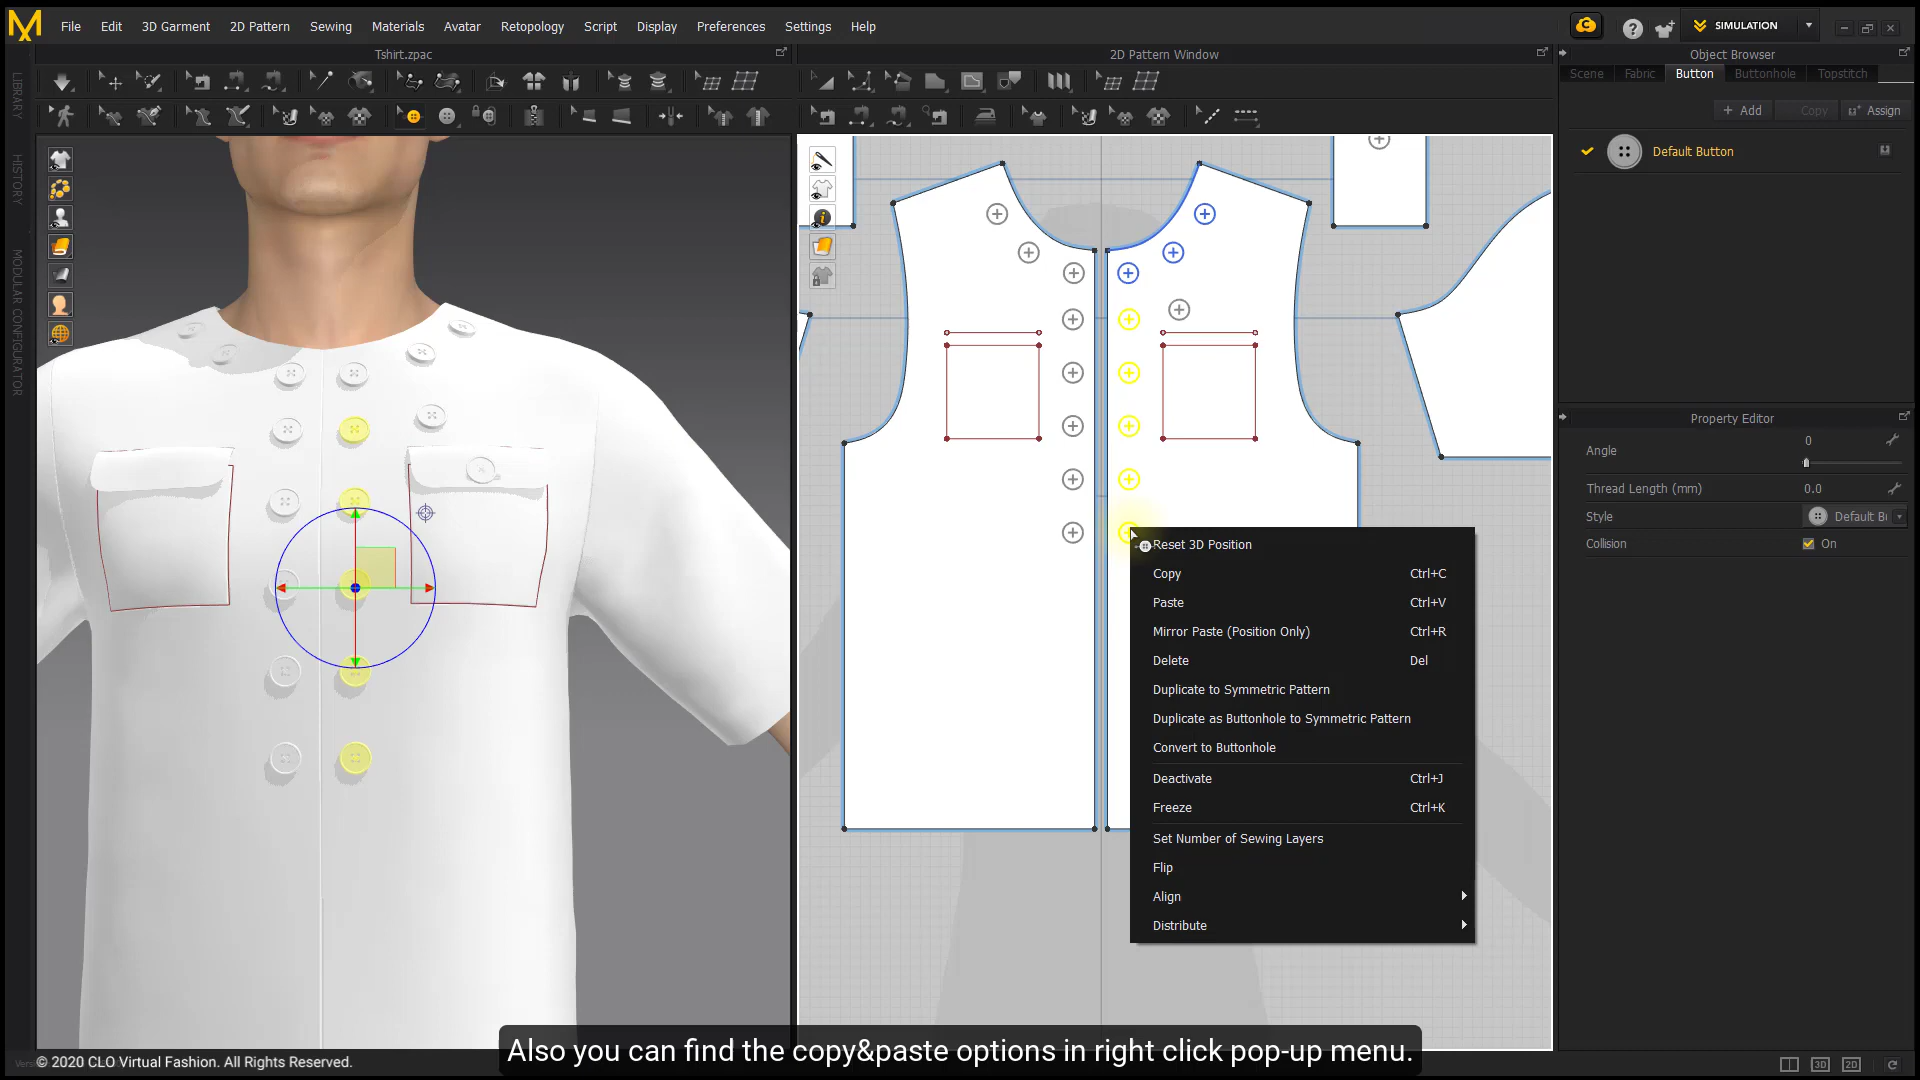 File Edit 3D Garment 2D Pattern Sewing Materials Avatar Retopology Script Display Preferences Settings Help
SIMULATION
Tshirt.zpac
2D Pattern Window
Object Browser
Scene Fabric Button Buttonhole Topstitch
+ Add Copy Assign
Default Button
LIBRARY
HISTORY
MODULAR CONFIGURATOR
Property Editor
Angle 0
Thread Length (mm) 0.0
Style Default B
Collision On
Reset 3D Position
Copy Ctrl+C
Paste Ctrl+V
Mirror Paste (Position Only) Ctrl+R
Delete Del
Duplicate to Symmetric Pattern
Duplicate as Buttonhole to Symmetric Pattern
Convert to Buttonhole
Deactivate Ctrl+J
Freeze Ctrl+K
Set Number of Sewing Layers
Flip
Align
Distribute
Also you can find the copy&paste options in right click pop-up menu.
© 2020 CLO Virtual Fashion. All Rights Reserved.
3D 2D